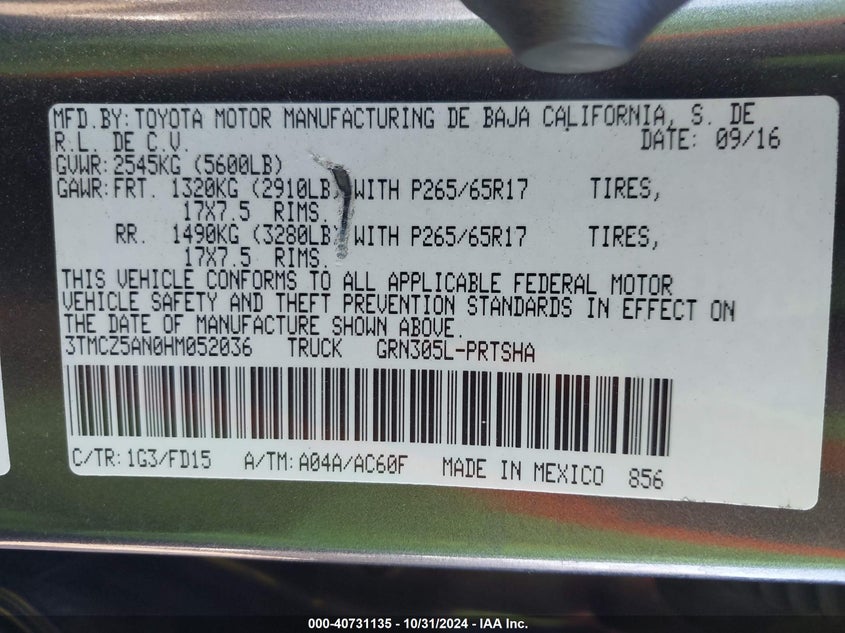 MFD.BY: TOYOTA MOTOR MANUFACTURING DE BAJA CALIFORNIA, S. DE
R.L. DE C.V. DATE: 09/16
GVWR: 2545KG (5600LB)
GAWR: FRT. 1320KG (2910LB) WITH P265/65R17 TIRES,
17X7.5 RIMS.
RR. 1490KG (3280LB) WITH P265/65R17 TIRES,
17X7.5 RIMS.
THIS VEHICLE CONFORMS TO ALL APPLICABLE FEDERAL MOTOR
VEHICLE SAFETY AND THEFT PREVENTION STANDARDS IN EFFECT ON
THE DATE OF MANUFACTURE SHOWN ABOVE.
3TMCZ5AN0HM052036 TRUCK GRN305L-PRTSHA
C/TR: 1G3/FD15 A/TM: A04A/AC60F MADE IN MEXICO 856
000-40731135 - 10/31/2024 - IAA Inc.